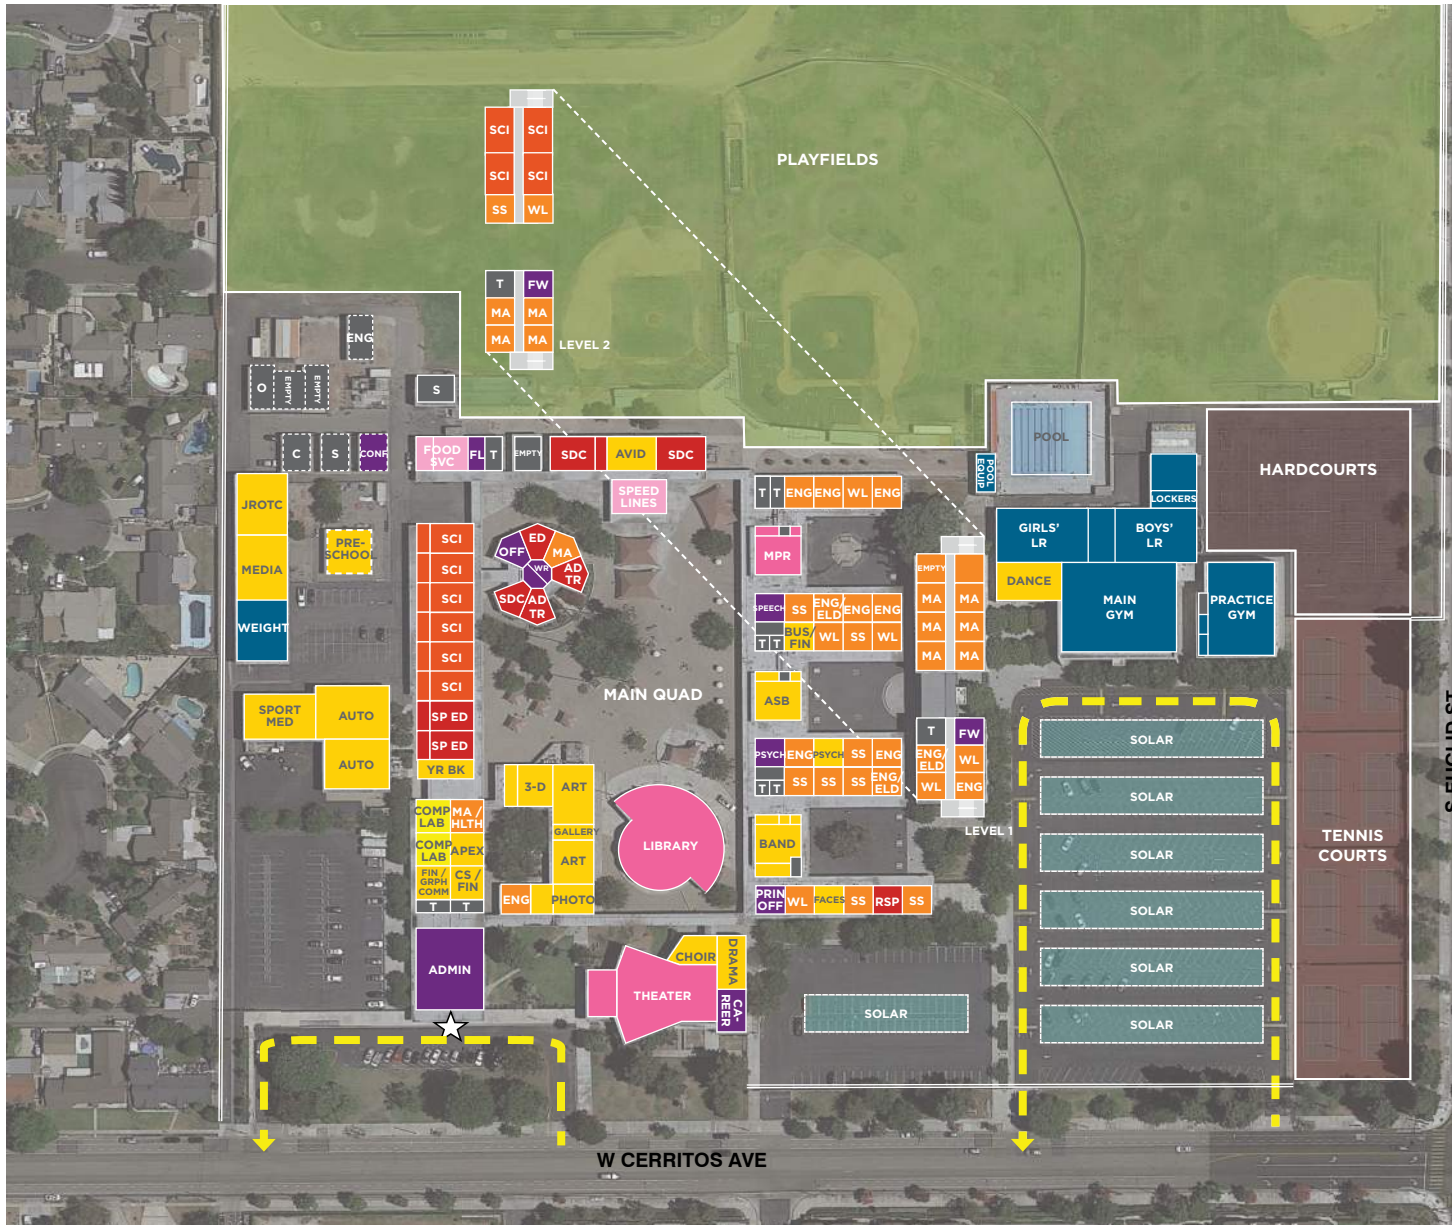 SCI SCI
PLAYFIELDS
SCI SCI
SS WL
T FW
MA MA
MA MA
LEVEL 2
ENG
O EMPTY EMPTY
S
POOL
C S CONF
FOOD
SVC
FL T
EMPTY
SDC AVID SDC
POOL
EQUIP
HARDCOURTS
LOCKERS
JROTC
SPEED
LINES
T T ENG ENG WL ENG
GIRLS'
LR
BOYS'
LR
PRE-
SCHOOL
SCI
OFF ED MA
MPR
MEDIA
SCI
WR
AD
TR
EMPTY
DANCE
SCI
SDC AD
TR
MA MA
MAIN
GYM
PRACTICE
GYM
WEIGHT
SCI
SPEECH SS ENG/
ELD ENG ENG
T T BUS/
FIN WL SS WL
MA MA
SCI
MA MA
SCI
MAIN QUAD
ASB
SPORT
MED
AUTO
SP ED
SP ED
AUTO
YR BK
T FW
ENG/
ELD
WL
WL ENG
PSYCH ENG PSYCH SS ENG
T T SS SS SS ENG/
ELD
SOLAR
S EUCLID ST
SOLAR
3-D ART
COMP
LAB
MA /
HLTH
GALLERY
LIBRARY
BAND
LEVEL 1
COMP
LAB
APEX
ART
SOLAR
TENNIS
COURTS
FIN /
GRPH
COMM
CS /
FIN
T T
ENG PHOTO
PRIN
OFF WL FACES SS RSP SS
SOLAR
ADMIN
CHOIR
DRAMA
SOLAR
THEATER
CA-
REER
SOLAR
SOLAR
W CERRITOS AVE